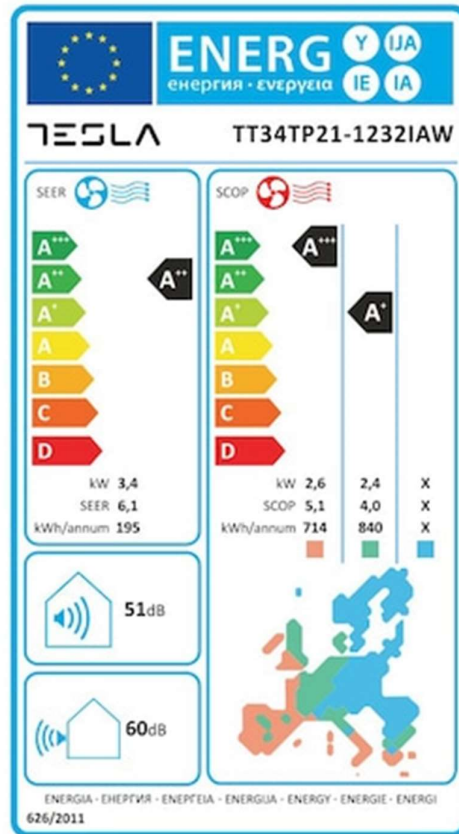 ENERG
Y IJA
IE IA
енергия · ενεργεια
TESLA
TT34TP21-1232IAW
SEER
A+++
A++
A+
A
B
C
D
A++
kW 3,4
SEER 6,1
kWh/annum 195
SCOP
A+++
A++
A+
A
B
C
D
A+++
A+
kW 2,6 2,4 X
SCOP 5,1 4,0 X
kWh/annum 714 840 X
51dB
60dB
ENERGIA - ЕНЕРГИЯ - ΕΝΕΡΓΕΙΑ - ENERGIJA - ENERGY - ENERGIE - ENERGI
626/2011